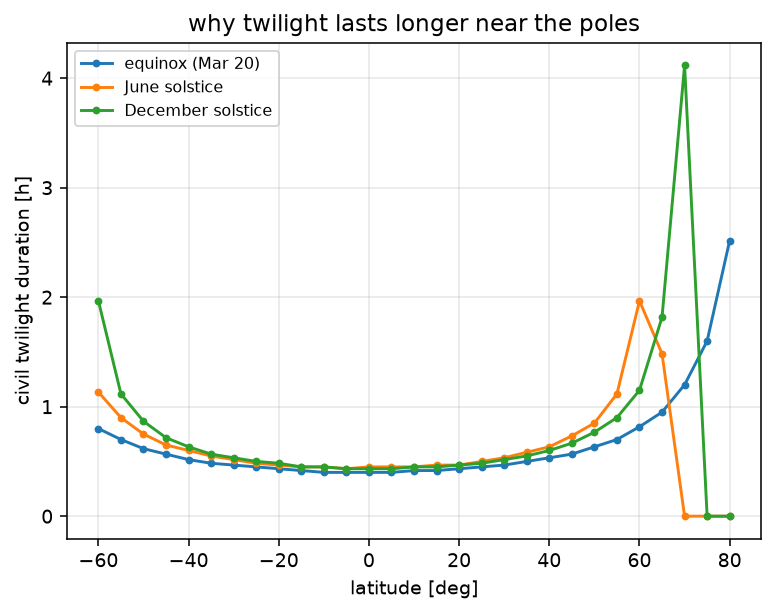 why twilight lasts longer near the poles
equinox (Mar 20)
June solstice
December solstice
civil twilight duration [h]
4
3
2
1
0
−60
−40
−20
0
20
40
60
80
latitude [deg]